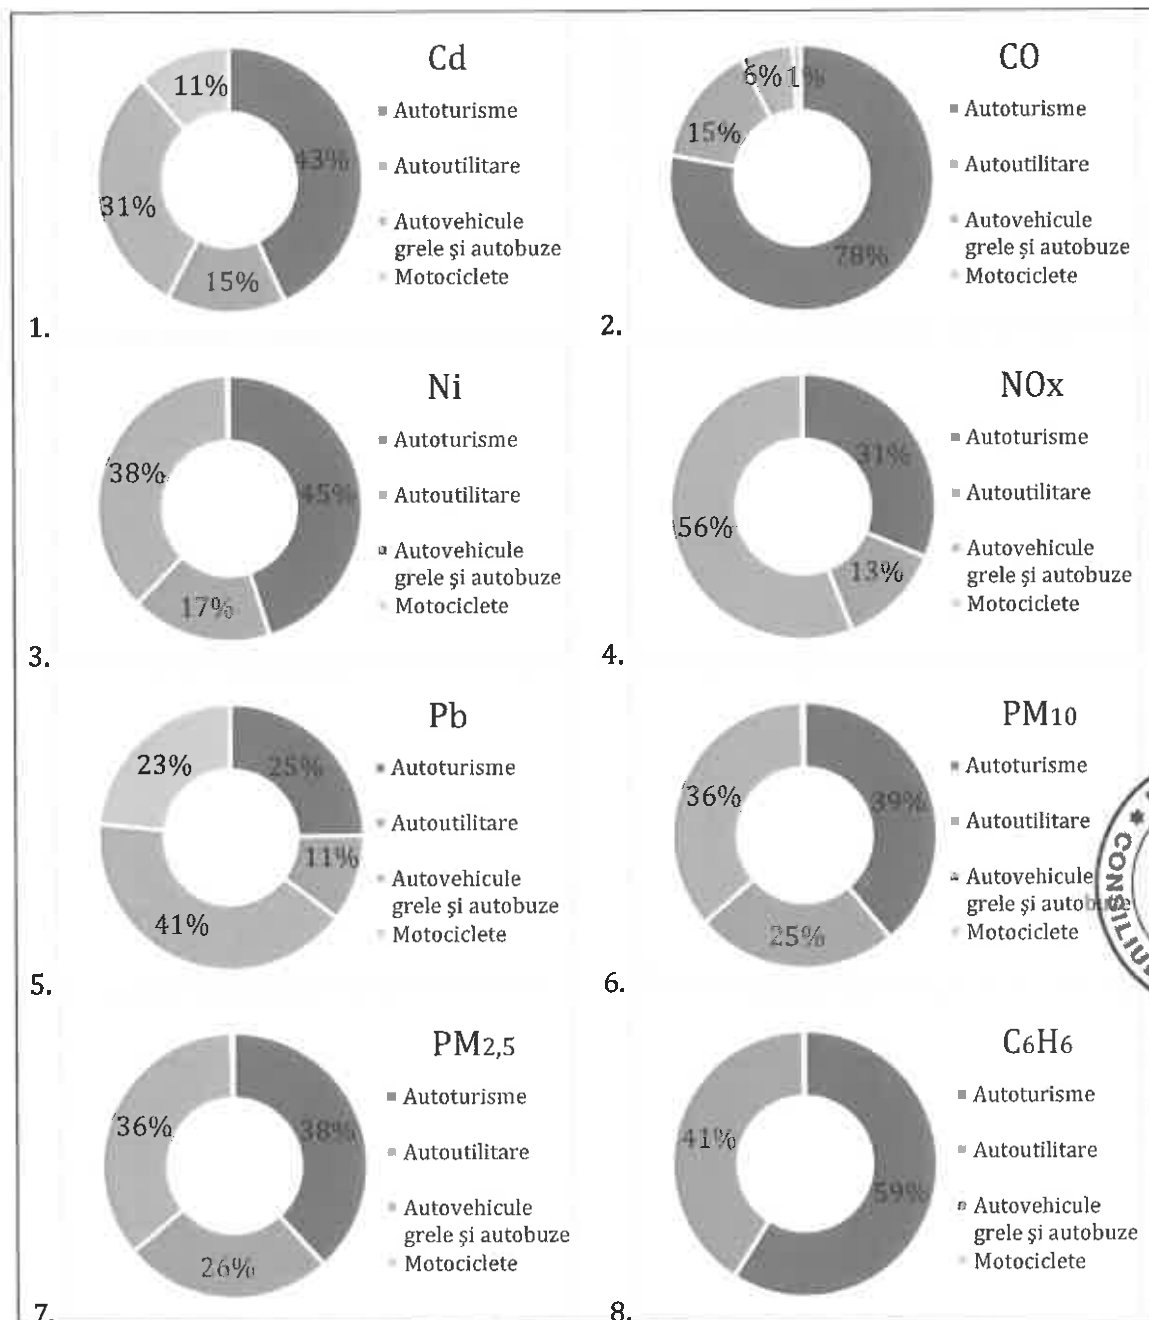 Cd
11%
43%
31%
15%
Autoturisme
Autoutilitare
Autovehicule
grele și autobuze
Motociclete
1.
CO
6%
1%
15%
78%
Autoturisme
Autoutilitare
Autovehicule
grele și autobuze
Motociclete
2.
Ni
38%
45%
17%
Autoturisme
Autoutilitare
Autovehicule
grele și autobuze
Motociclete
3.
NOx
31%
56%
13%
Autoturisme
Autoutilitare
Autovehicule
grele și autobuze
Motociclete
4.
Pb
23%
25%
11%
41%
Autoturisme
Autoutilitare
Autovehicule
grele și autobuze
Motociclete
5.
PM10
36%
39%
25%
Autoturisme
Autoutilitare
Autovehicule
grele și autobuze
Motociclete
6.
PM2,5
36%
38%
26%
Autoturisme
Autoutilitare
Autovehicule
grele și autobuze
Motociclete
7.
C6H6
41%
59%
Autoturisme
Autoutilitare
Autovehicule
grele și autobuze
Motociclete
8.